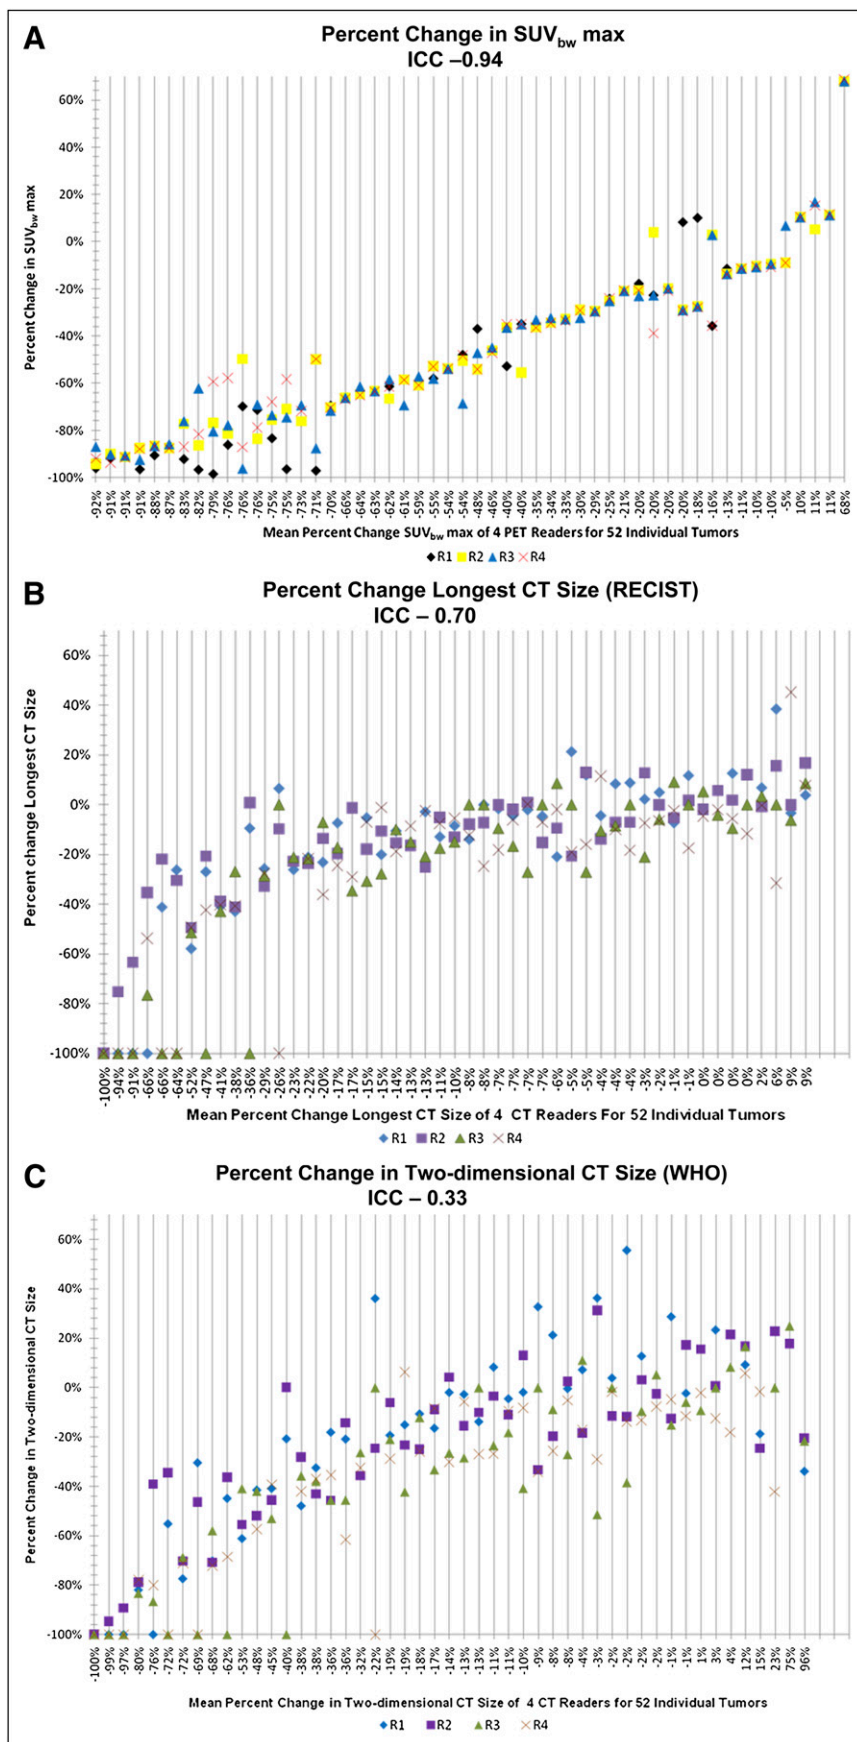 A
Percent Change in SUVbw max
ICC –0.94
Percent Change in SUVbw max
60%
40%
20%
0%
-20%
-40%
-60%
-80%
-100%
-92% -91% -91% -91% -88% -87% -83% -82% -79% -76% -76% -76% -75% -75% -73% -71% -70% -66% -64% -63% -62% -61% -59% -55% -54% -54% -48% -46% -40% -40% -35% -34% -33% -30% -29% -25% -21% -20% -20% -20% -18% -16% -13% -11% -10% -10% -5% 10% 11% 11% 68%
Mean Percent Change SUVbw max of 4 PET Readers for 52 Individual Tumors
R1 R2 R3 R4
B
Percent Change Longest CT Size (RECIST)
ICC – 0.70
Percent change Longest CT Size
60%
40%
20%
0%
-20%
-40%
-60%
-80%
-100%
-100% -94% -91% -66% -66% -64% -52% -47% -41% -38% -36% -29% -26% -23% -22% -20% -17% -17% -15% -15% -14% -13% -13% -11% -10% -8% -8% -7% -7% -7% -6% -5% -5% -4% -4% -4% -3% -2% -1% -1% 0% 0% 0% 0% 2% 6% 9% 9%
Mean Percent Change Longest CT Size of 4 CT Readers For 52 Individual Tumors
R1 R2 R3 R4
C
Percent Change in Two-dimensional CT Size (WHO)
ICC – 0.33
Percent Change in Two-dimensional CT Size
60%
40%
20%
0%
-20%
-40%
-60%
-80%
-100%
-100% -99% -97% -80% -76% -72% -72% -69% -68% -62% -53% -48% -45% -40% -38% -38% -36% -36% -32% -22% -19% -19% -18% -17% -14% -13% -13% -11% -11% -10% -9% -8% -8% -4% -3% -2% -2% -2% -2% -1% -1% 1% 3% 4% 12% 15% 23% 75% 96%
Mean Percent Change in Two-dimensional CT Size of 4 CT Readers for 52 Individual Tumors
R1 R2 R3 R4